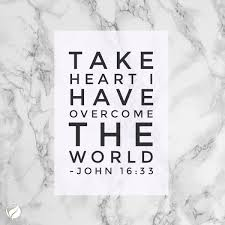 TAKE
HEART I
HAVE
OVERCOME
THE
WORLD
-JOHN 16:33